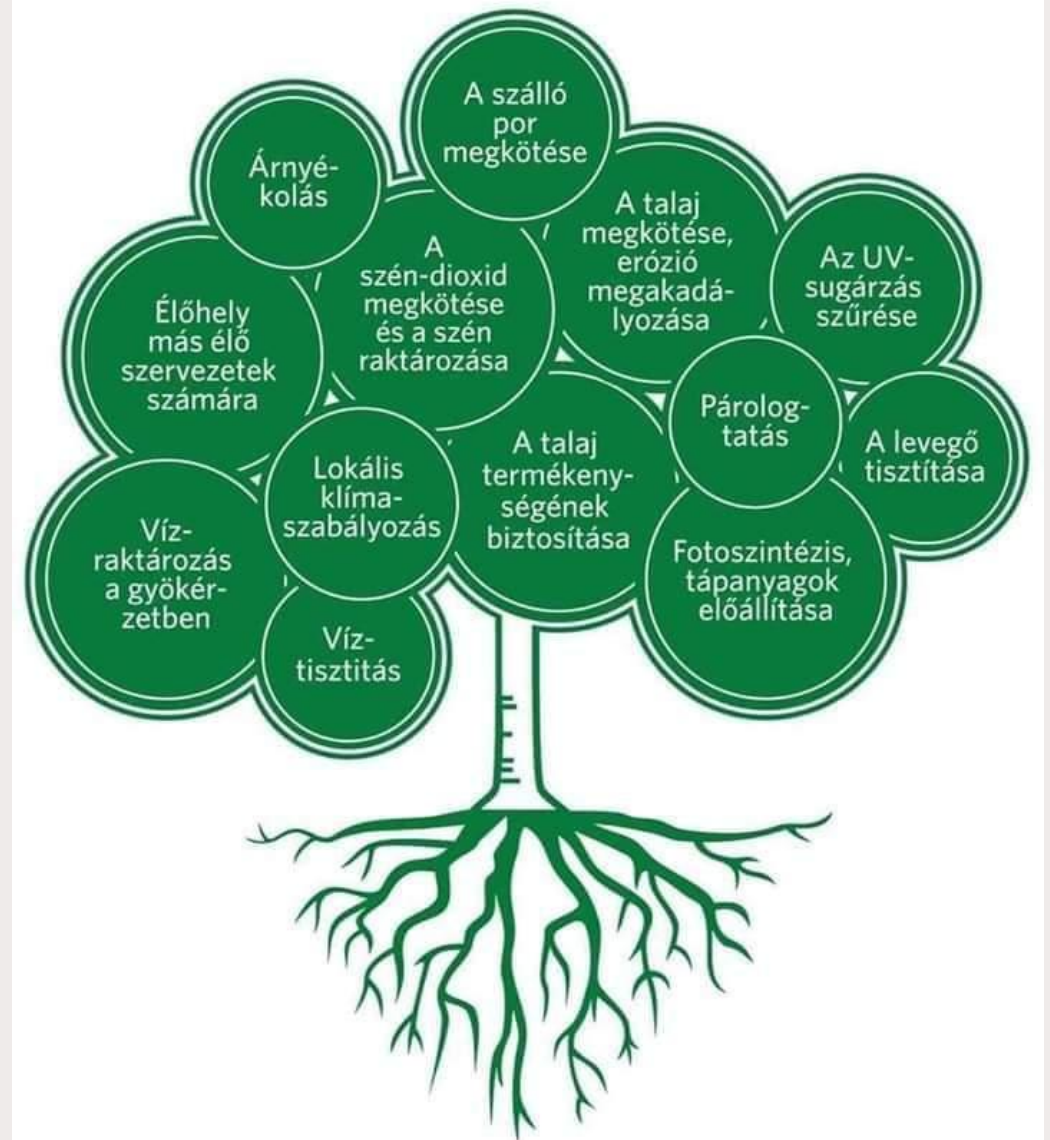 A szálló
por
megkötése
Árnyé-
kolás
A talaj
megkötése,
erózió
megakadá-
lyozása
A
szén-dioxid
megkötése
és a szén
raktározása
Az UV-
sugárzás
szűrése
Élőhely
más élő
szervezetek
számára
Párolog-
tatás
A levegő
tisztítása
Lokális
klíma-
szabályozás
A talaj
termékeny-
ségének
biztosítása
Víz-
raktározás
a gyökér-
zetben
Fotoszintézis,
tápanyagok
előállítása
Víz-
tisztitás